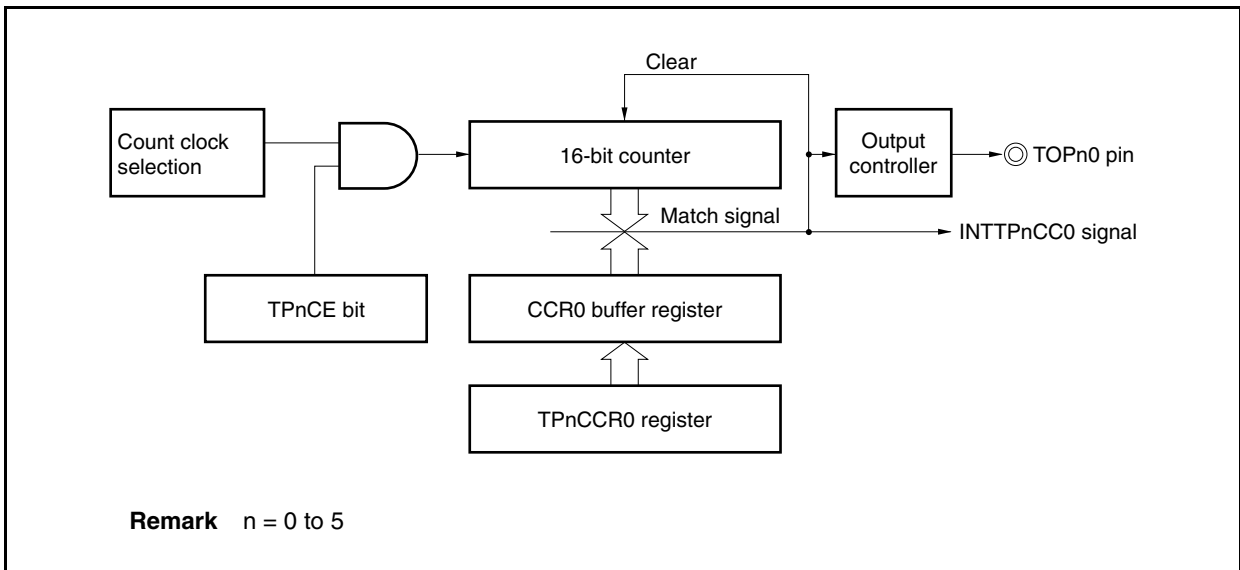 Clear
Count clock
selection
16-bit counter
Output
controller
TOPn0 pin
Match signal
INTTPnCC0 signal
TPnCE bit
CCR0 buffer register
TPnCCR0 register
Remark n = 0 to 5